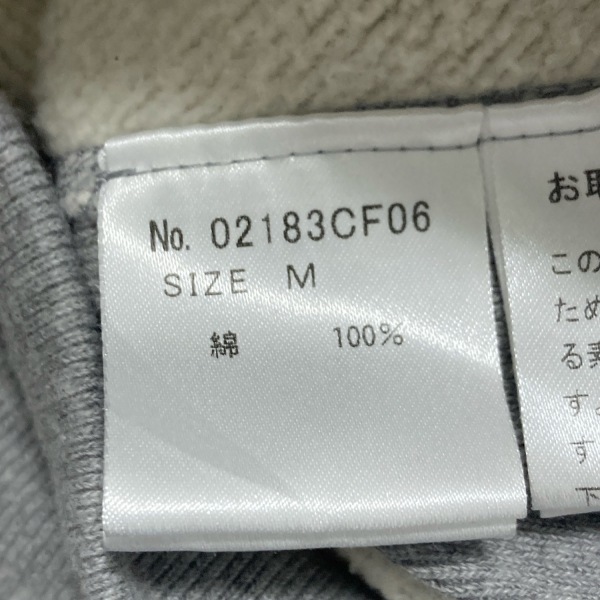 No. 02183CF06
SIZE M
綿 100%
お取
この
ため
る素
す
す
下